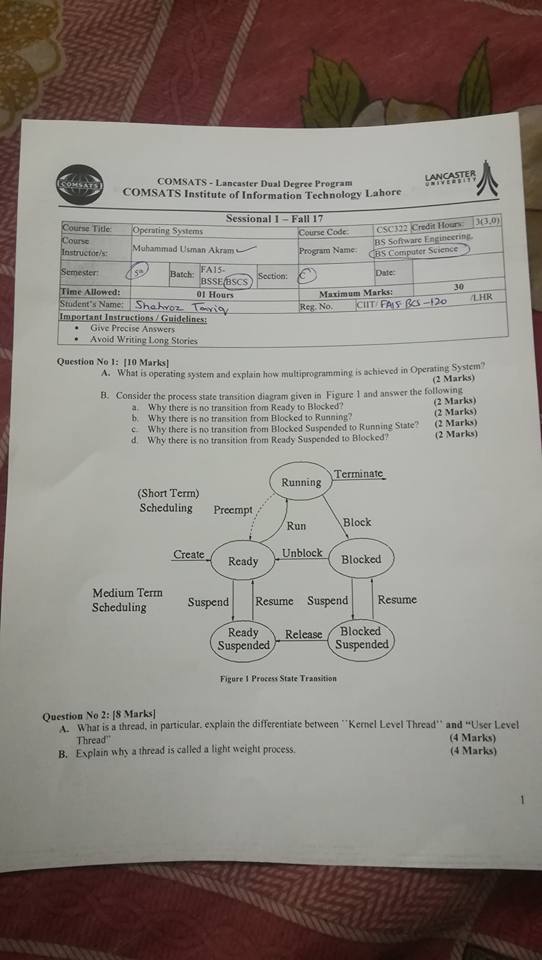 COMSATS
COMSATS - Lancaster Dual Degree Program
LANCASTER
UNIVERSITY
COMSATS Institute of Information Technology Lahore
Sessional 1 – Fall 17
Course Title: Operating Systems Course Code: CSC322 Credit Hours: 3(3,0)
Course Instructor/s: Muhammad Usman Akram Program Name: BS Software Engineering, BS Computer Science
Semester: 5a Batch: FA15-BSSE/BSCS Section: C Date:
Time Allowed: 01 Hours Maximum Marks: 30
Student's Name: Shahroz Tariq Reg. No. CIIT/ FA15-BCS-120 /LHR
Important Instructions / Guidelines:
• Give Precise Answers
• Avoid Writing Long Stories
Question No 1: [10 Marks]
A. What is operating system and explain how multiprogramming is achieved in Operating System?
(2 Marks)
B. Consider the process state transition diagram given in Figure 1 and answer the following
a. Why there is no transition from Ready to Blocked? (2 Marks)
b. Why there is no transition from Blocked to Running? (2 Marks)
c. Why there is no transition from Blocked Suspended to Running State? (2 Marks)
d. Why there is no transition from Ready Suspended to Blocked? (2 Marks)
Running
Terminate
(Short Term)
Scheduling
Preempt
Run
Block
Create
Ready
Unblock
Blocked
Medium Term
Scheduling
Suspend
Resume
Suspend
Resume
Ready
Suspended
Release
Blocked
Suspended
Figure 1 Process State Transition
Question No 2: [8 Marks]
A. What is a thread, in particular, explain the differentiate between ``Kernel Level Thread'' and “User Level
Thread” (4 Marks)
B. Explain why a thread is called a light weight process. (4 Marks)
1